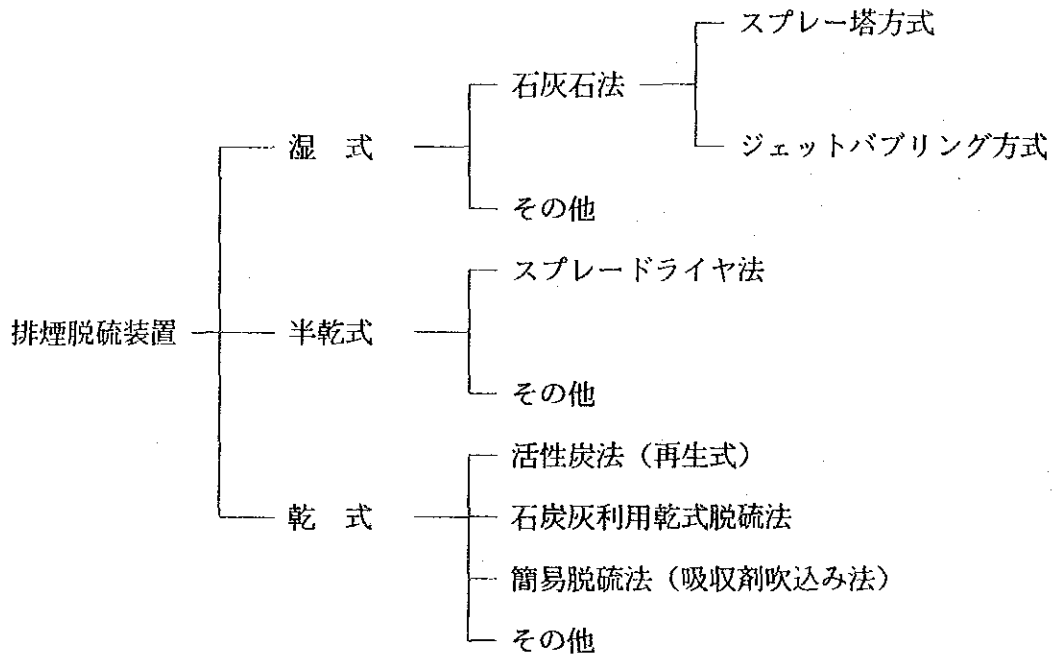 スプレー塔方式
石灰石法
湿 式
ジェットバブリング方式
その他
スプレードライヤ法
排煙脱硫装置
半乾式
その他
活性炭法(再生式)
乾 式
石炭灰利用乾式脱硫法
簡易脱硫法(吸収剤吹込み法)
その他